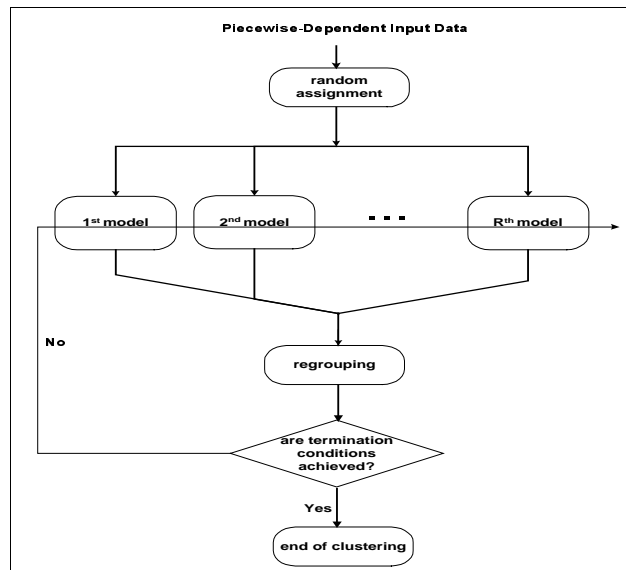 Piecewise-Dependent Input Data
random
assignment
1st model
2nd model
...
Rth model
No
regrouping
are termination
conditions
achieved?
Yes
end of clustering